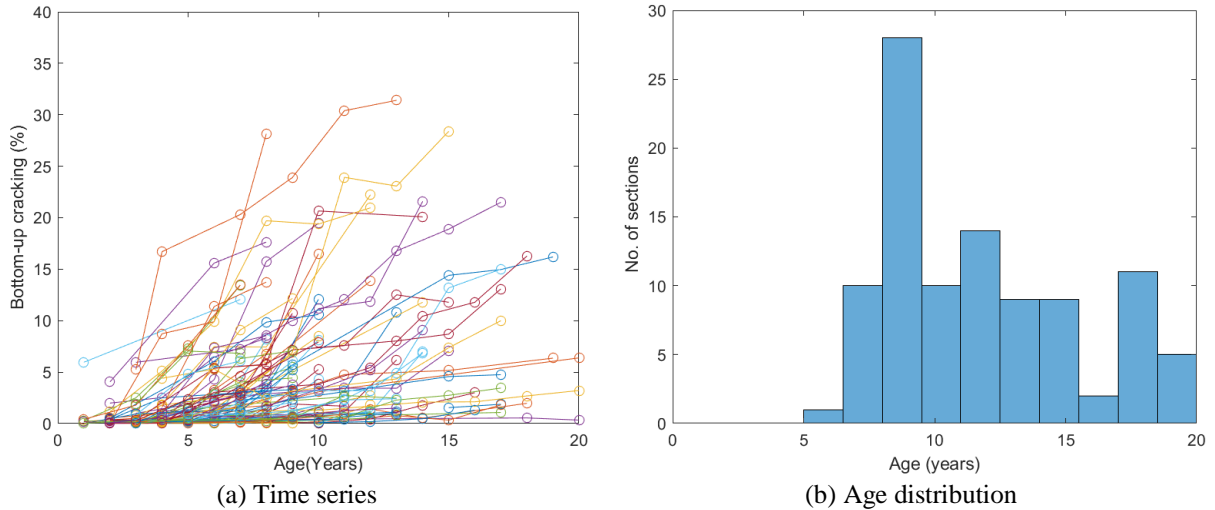 40
35
30
25
20
15
10
5
0
Bottom-up cracking (%)
0 5 10 15 20
Age(Years)
(a) Time series
30
25
20
15
10
5
0
No. of sections
0 5 10 15 20
Age (years)
(b) Age distribution